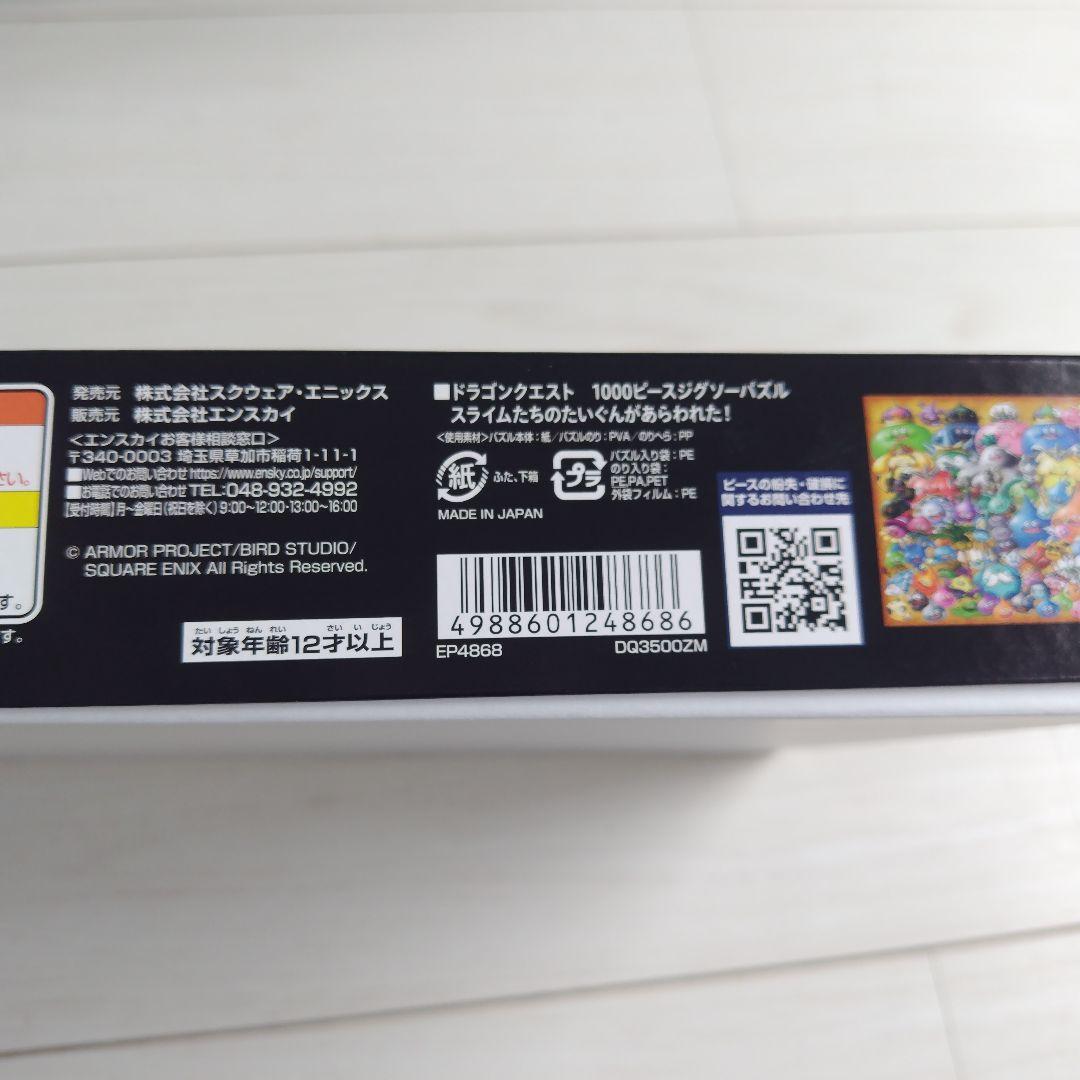 さい。
す。
す。
発売元 株式会社スクウェア・エニックス
販売元 株式会社エンスカイ
<エンスカイお客様相談窓口>
〒340-0003 埼玉県草加市稲荷1-11-1
■Webでのお問い合わせ https://www.ensky.co.jp/support/
■お電話でのお問い合わせ TEL:048-932-4992
【受付時間】月～金曜日(祝日を除く) 9:00～12:00・13:00～16:00
© ARMOR PROJECT/BIRD STUDIO/
SQUARE ENIX All Rights Reserved.
たいしょうねんれい さいいじょう
対象年齢12才以上
■ドラゴンクエスト 1000ピースジグソーパズル
スライムたちのたいぐんがあらわれた!
<使用素材>パズル本体:紙/パズルのり:PVA/のりへら:PP
紙 ふた、下箱
プラ パズル入り袋:PE
のり入り袋:
PE,PA,PET
外袋フィルム:PE
MADE IN JAPAN
4988601248686
EP4868 DQ3500ZM
ピースの紛失・破損に
関するお問い合わせ先